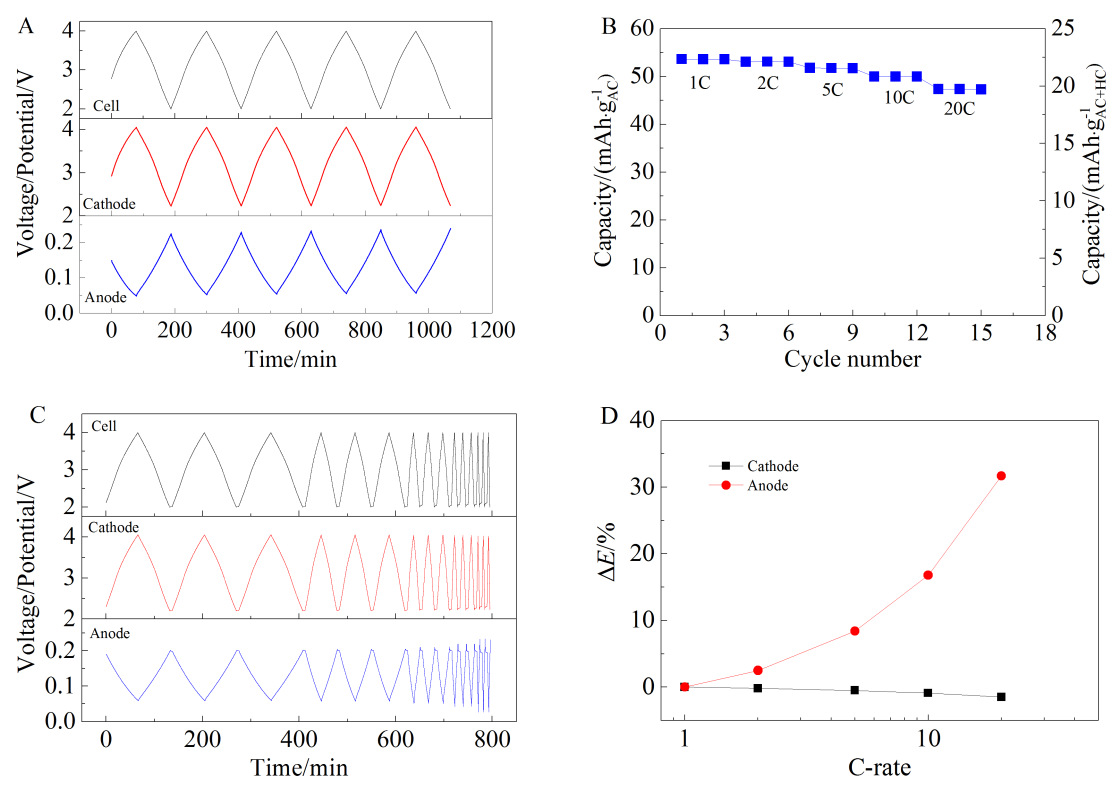 A
Voltage/Potential/V
4
3
2
Cell
4
3
2
Cathode
0.2
0.1
0.0
Anode
0 200 400 600 800 1000 1200
Time/min
B
Capacity/(mAh·g⁻¹AC)
60
50
40
30
20
10
0
1C 2C 5C 10C 20C
25
20
15
10
5
0
Capacity/(mAh·g⁻¹AC+HC)
0 3 6 9 12 15 18
Cycle number
C
Voltage/Potential/V
Cell
4
3
2
Cathode
4
3
2
Anode
0.2
0.1
0.0
0 200 400 600 800
Time/min
D
ΔE/%
40
30
20
10
0
Cathode
Anode
1 10
C-rate